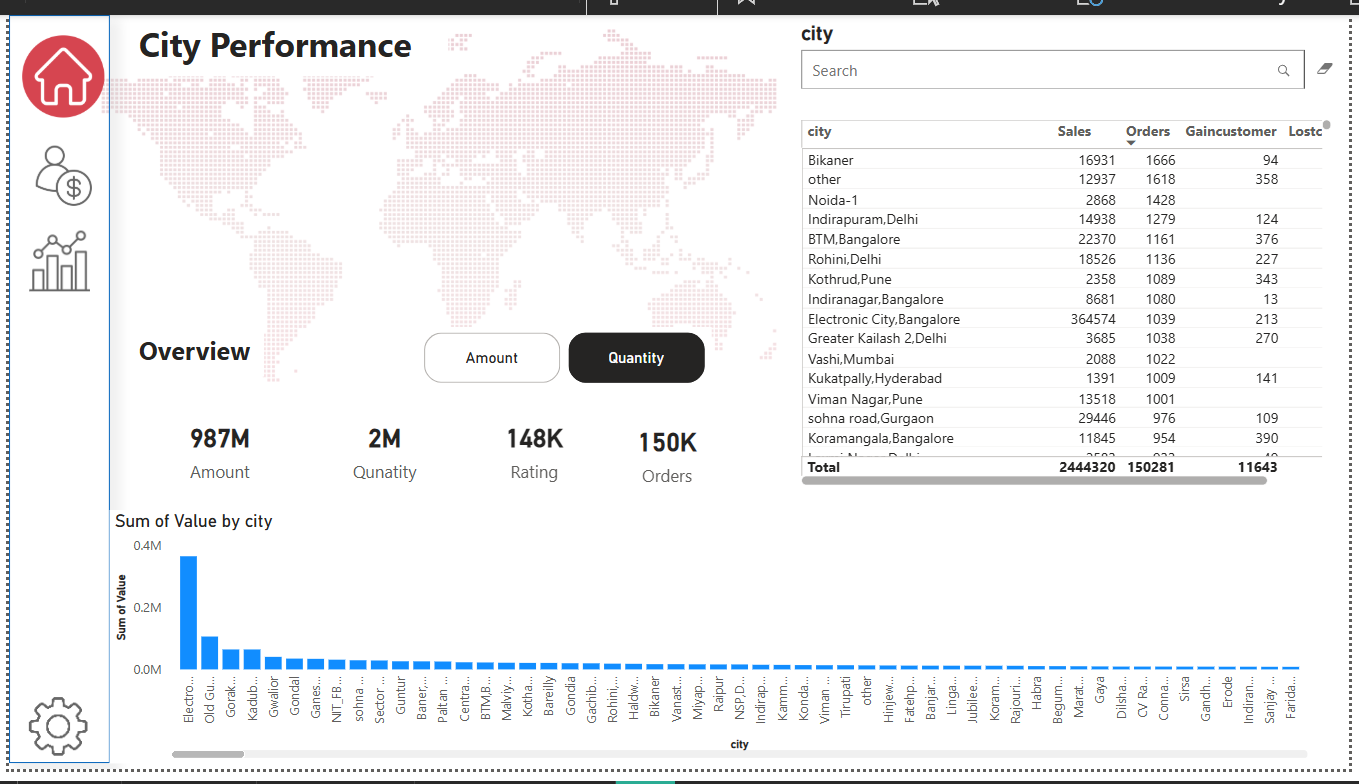 City Performance
city
Search
city Sales Orders Gaincustomer Lostc
Bikaner 16931 1666 94
other 12937 1618 358
Noida-1 2868 1428
Indirapuram,Delhi 14938 1279 124
BTM,Bangalore 22370 1161 376
Rohini,Delhi 18526 1136 227
Kothrud,Pune 2358 1089 343
Indiranagar,Bangalore 8681 1080 13
Electronic City,Bangalore 364574 1039 213
Greater Kailash 2,Delhi 3685 1038 270
Vashi,Mumbai 2088 1022
Kukatpally,Hyderabad 1391 1009 141
Viman Nagar,Pune 13518 1001
sohna road,Gurgaon 29446 976 109
Koramangala,Bangalore 11845 954 390
Total 2444320 150281 11643
Overview
Amount
Quantity
987M
Amount
2M
Qunatity
148K
Rating
150K
Orders
$
Sum of Value by city
Sum of Value
0.4M
0.2M
0.0M
Electro...
Old Gu...
Gorak...
Kadub...
Gwalior
Gondal
Ganes...
NIT_FB...
sohna ...
Sector ...
Guntur
Baner,...
Paltan ...
Centra...
BTM,B...
Malviy...
Kotha...
Bareilly
Gondia
Gachib...
Rohini,...
Haldw...
Bikaner
Vanast...
Miyap...
Raipur
NSP,D...
Indirap...
Kamm...
Konda...
Viman ...
Tirupati
other
Hinjew...
Fatehp...
Banjar...
Linga...
Jubilee...
Koram...
Rajouri...
Habra
Begum...
Marat...
Gaya
Dilsha...
CV Ra...
Conna...
Sirsa
Gandh...
Erode
Indiran...
Sanjay ...
Farida...
city